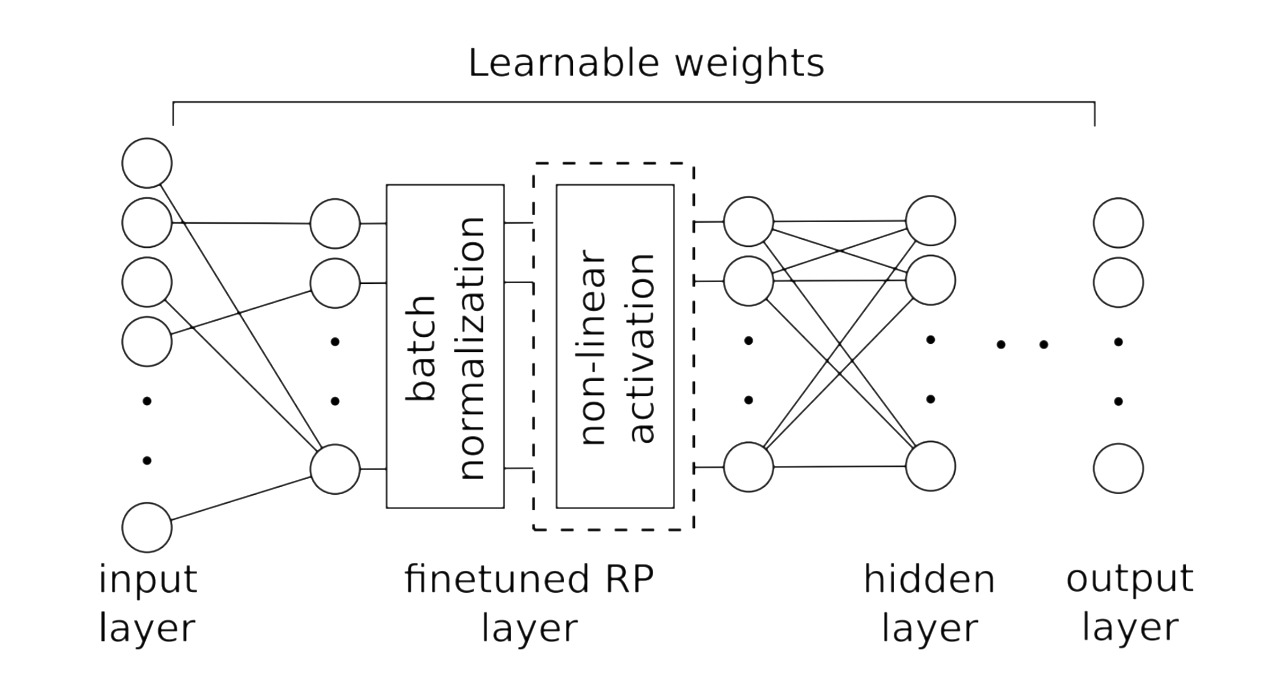 Learnable weights
batch
normalization
non-linear
activation
input
layer
finetuned RP
layer
hidden
layer
output
layer